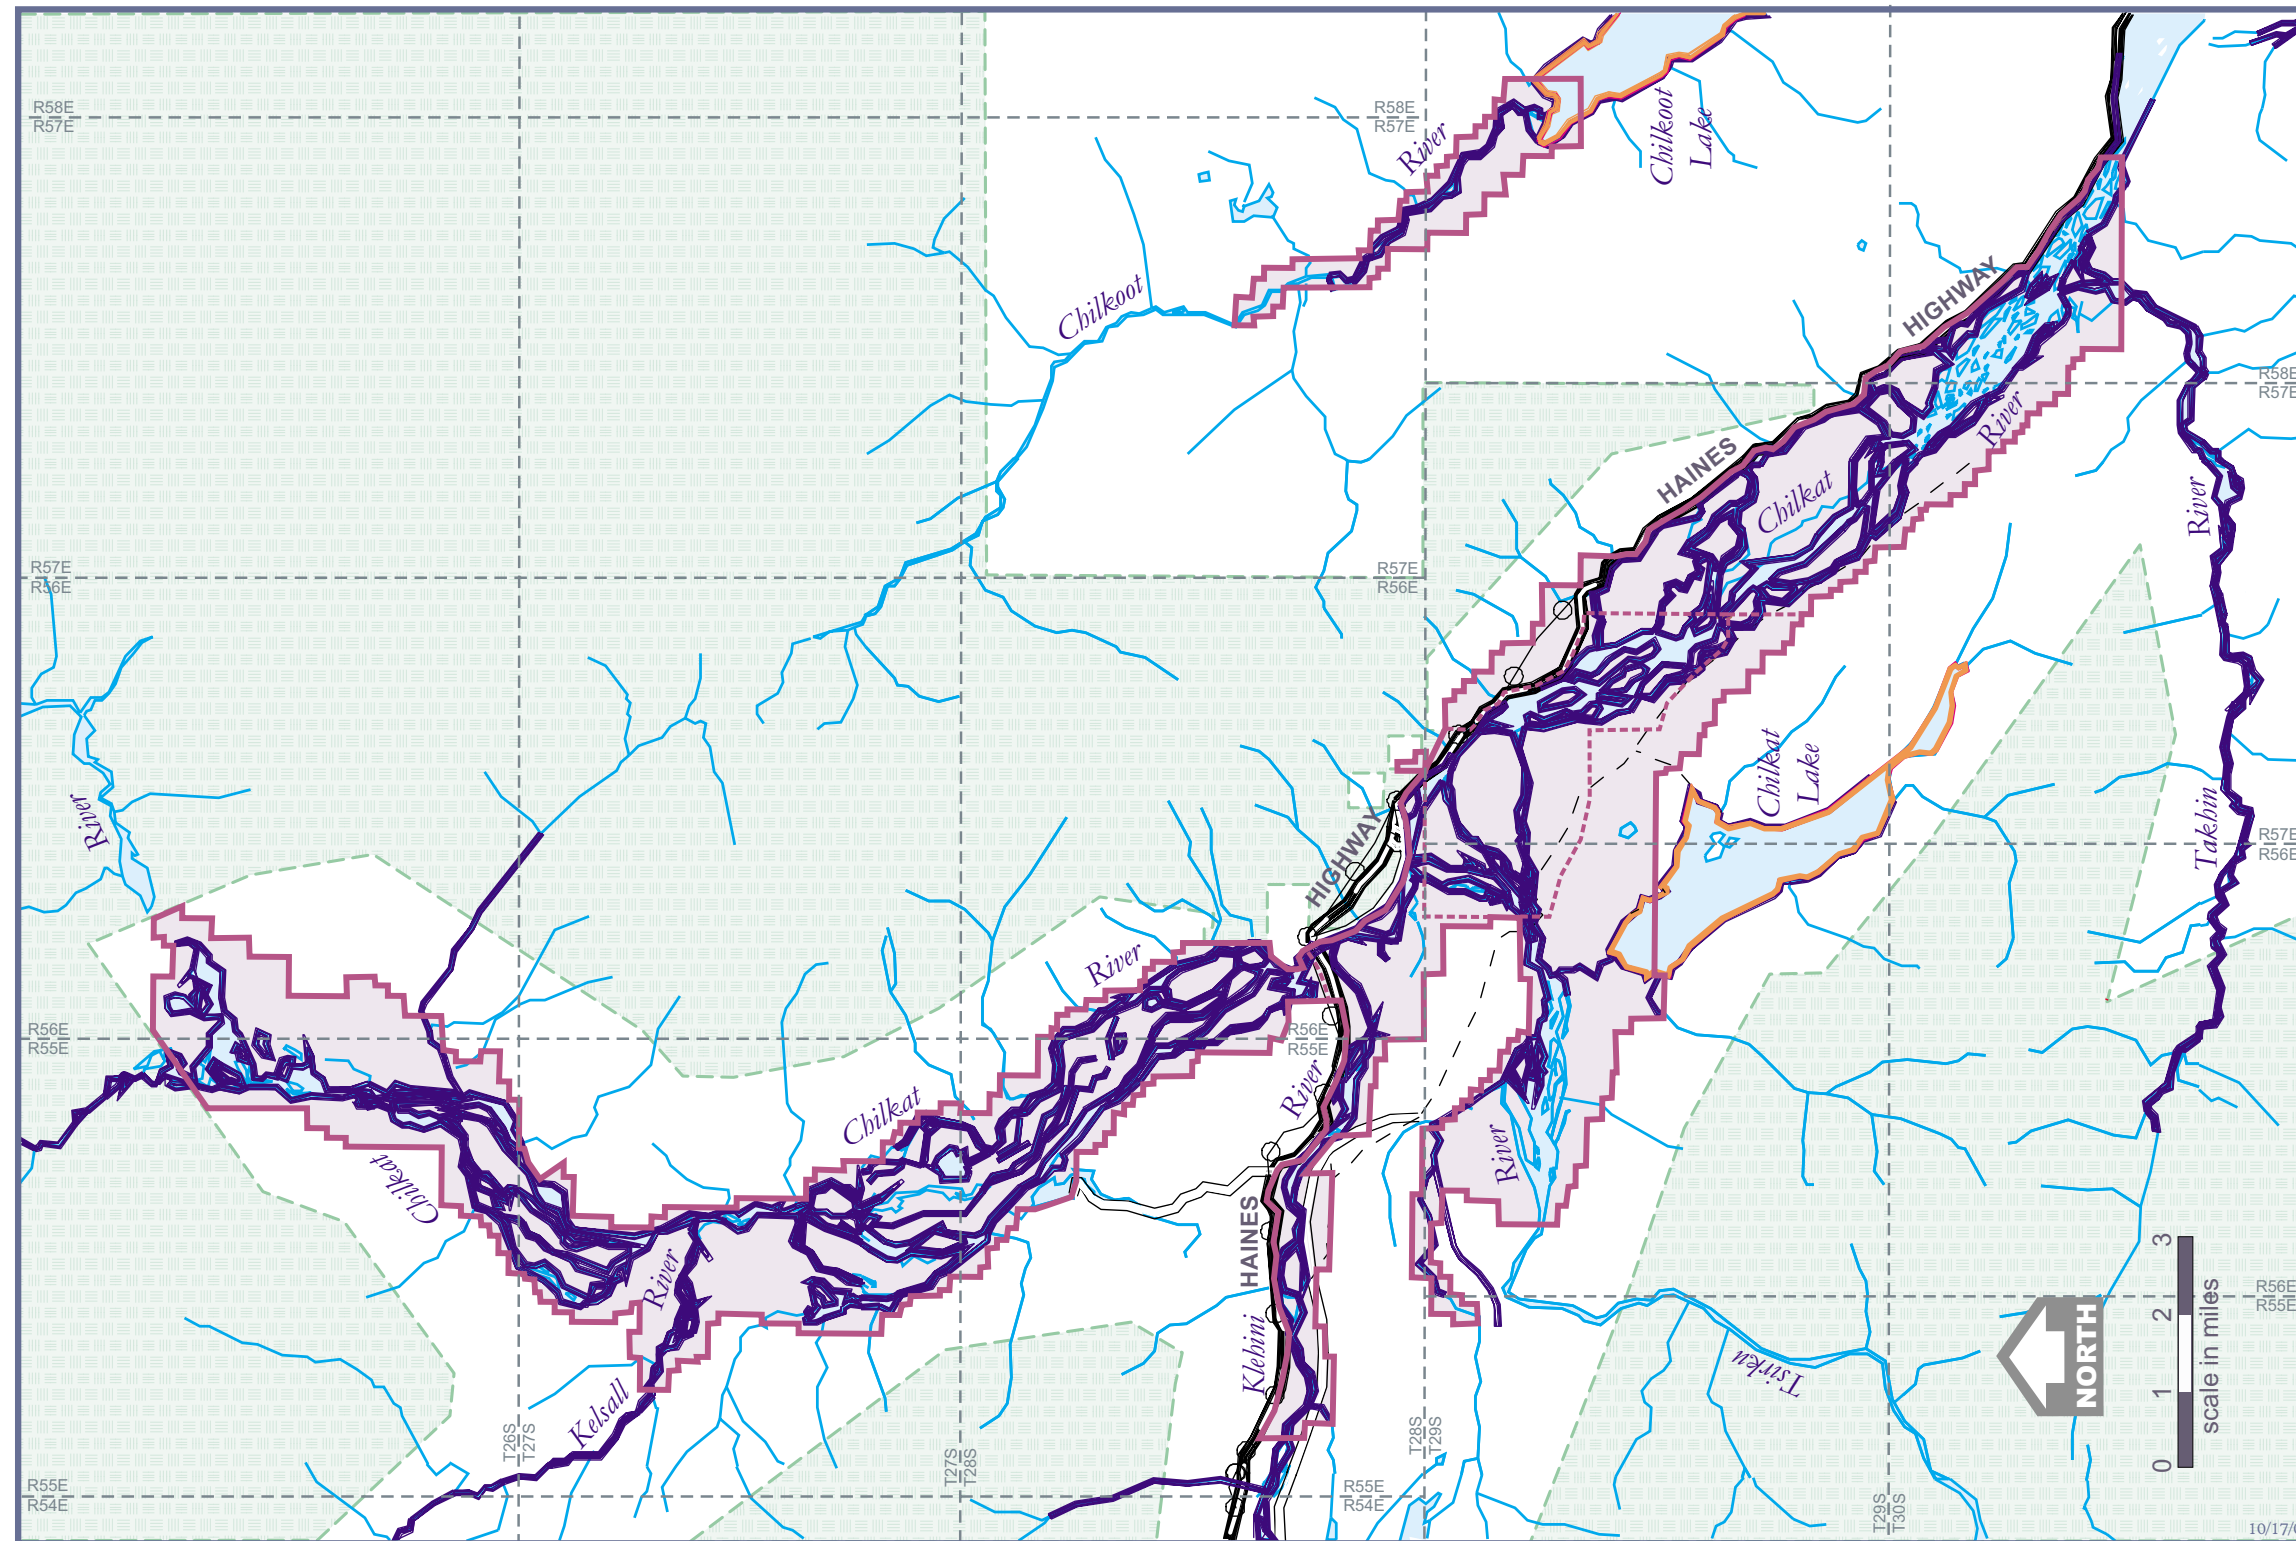 R58E
R57E
R58E
R57E
River
Chilkoot
Lake
Chilkoot
HIGHWAY
R58E
R57E
HAINES
River
Chilkat
River
R57E
R56E
R57E
R56E
River
Chilkat
Lake
Takhin
R57E
R56E
HIGHWAY
River
R56E
R55E
R56E
R55E
Chilkat
River
River
Chilkat
HAINES
River
Klehini
R56E
R55E
Tsirku
NORTH
0 1 2 3
scale in miles
Kelsall
T26S
T27S
T27S
T28S
T28S
T29S
T29S
T30S
R55E
R54E
R55E
R54E
10/17/